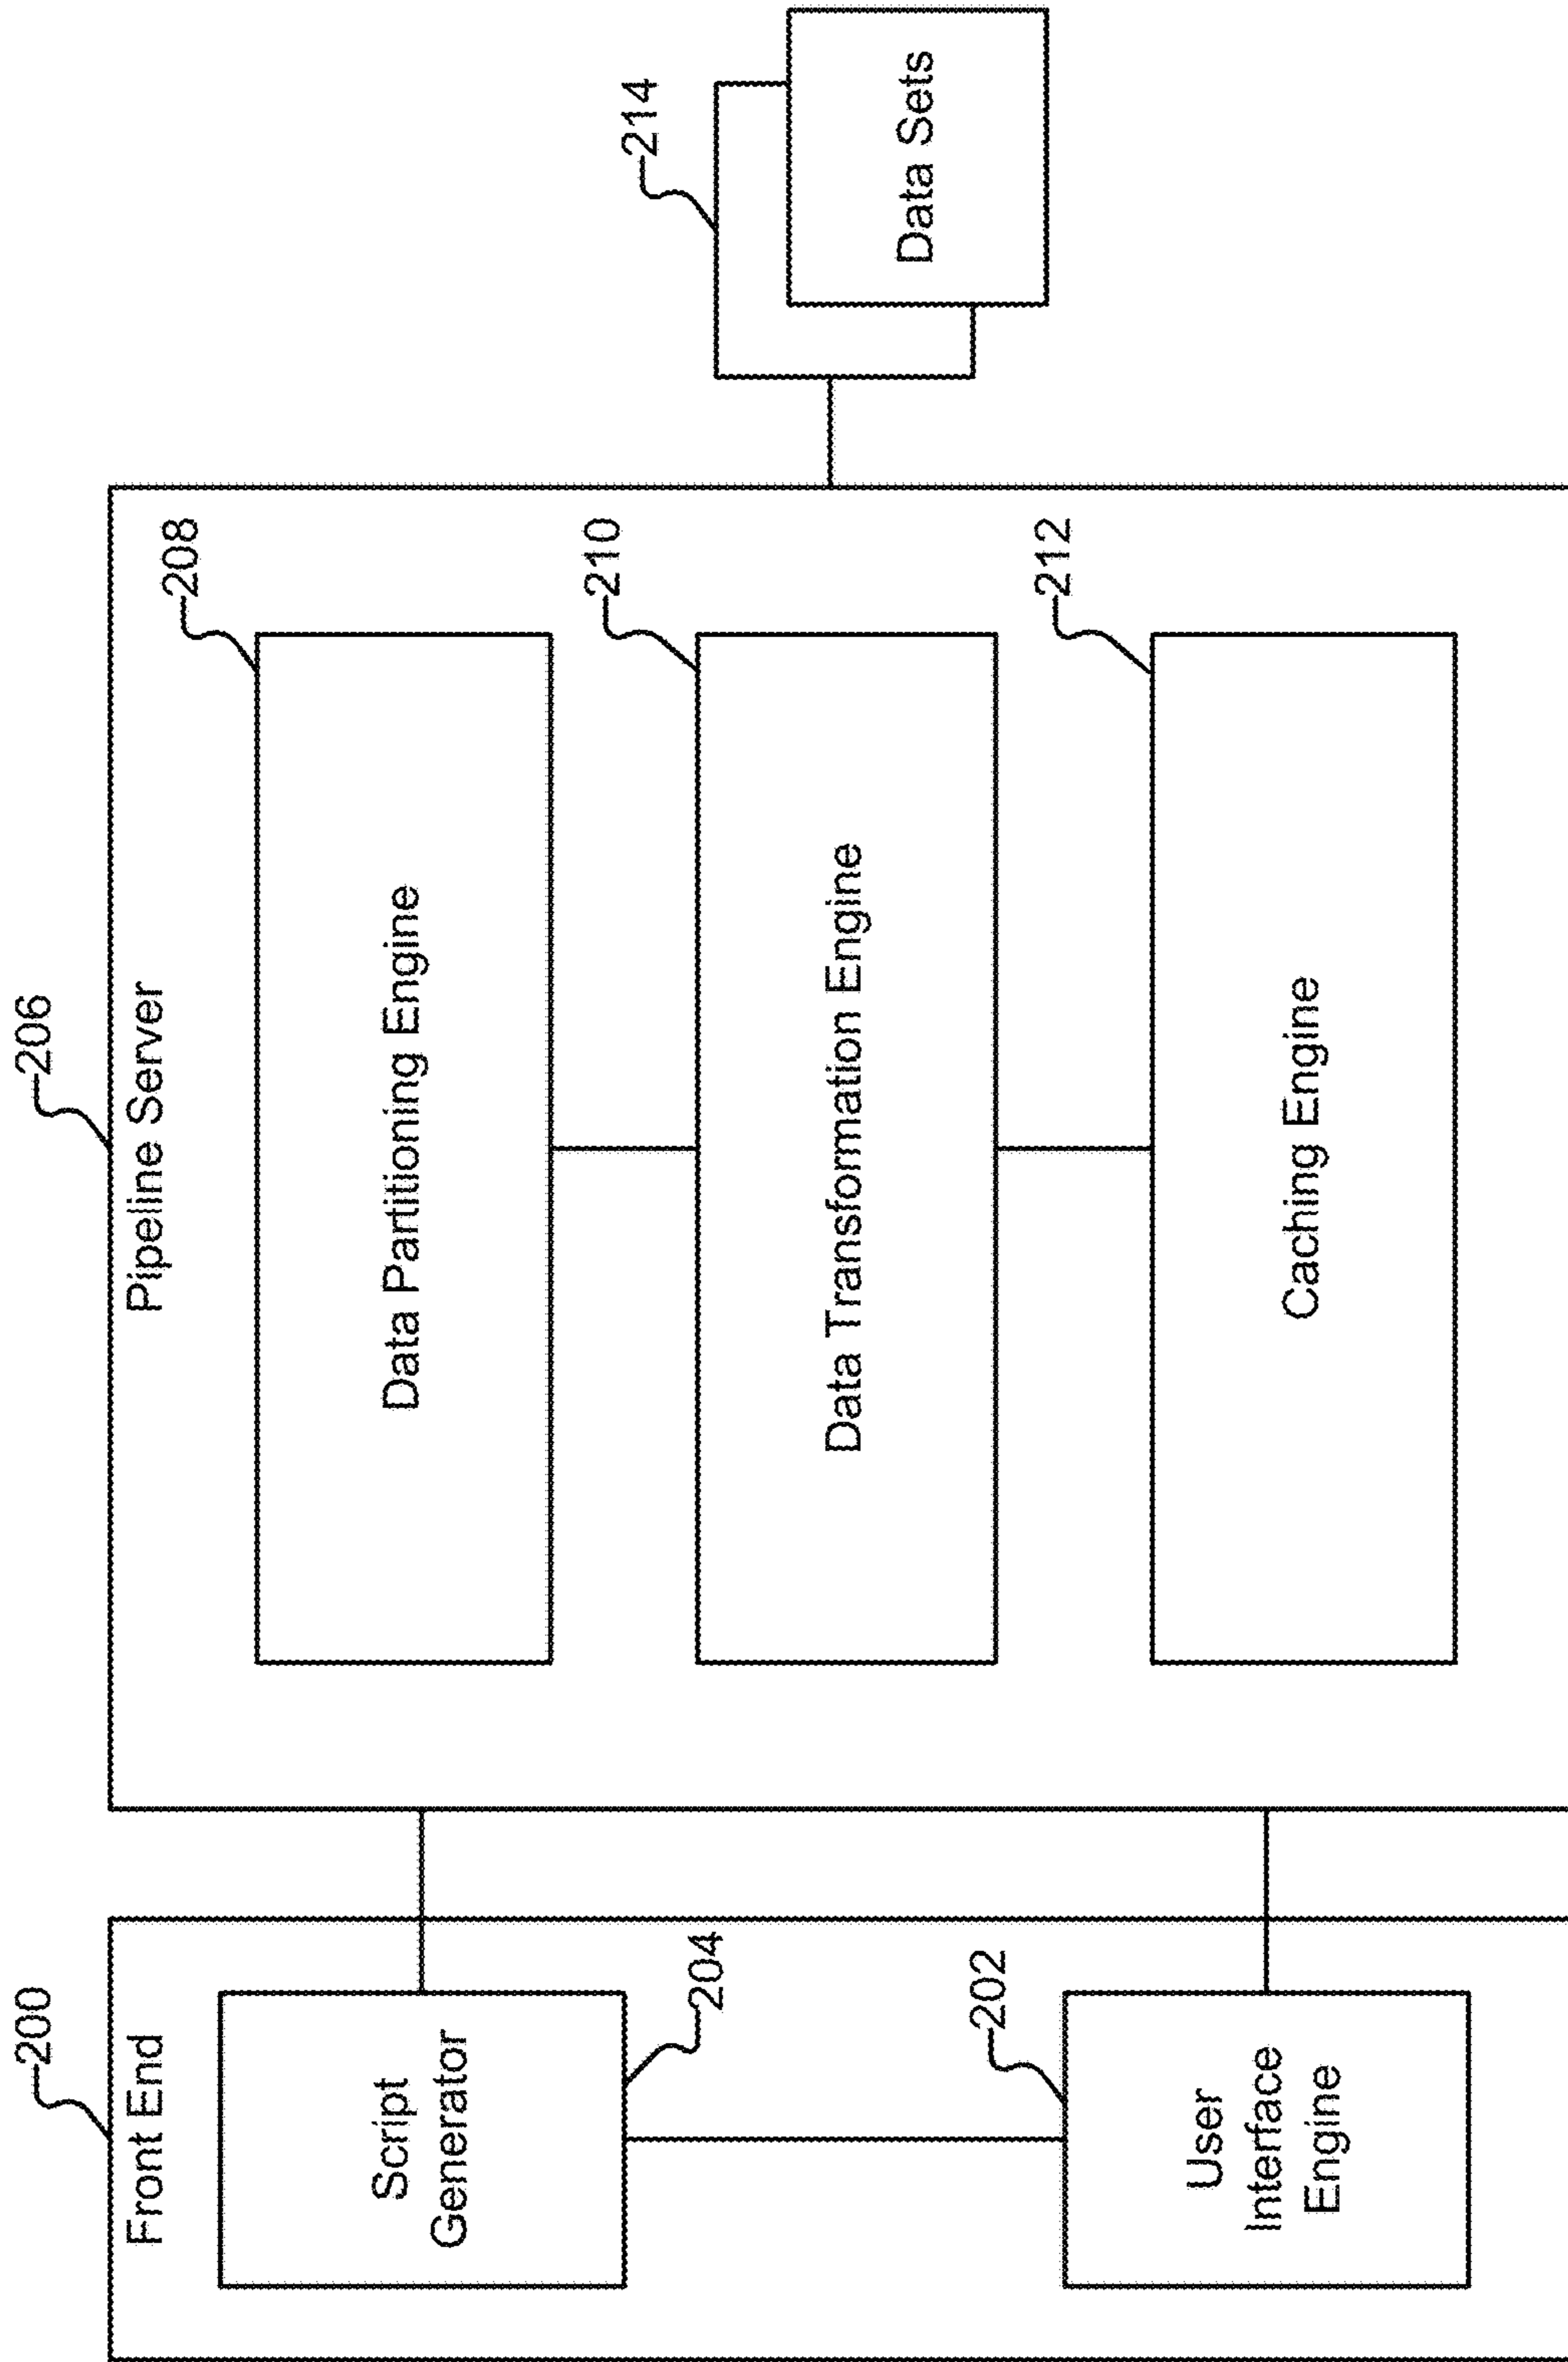 200
Front End
Script
Generator
204
202
User
Interface
Engine
206
Pipeline Server
208
Data Partitioning Engine
210
Data Transformation Engine
212
Caching Engine
214
Data Sets